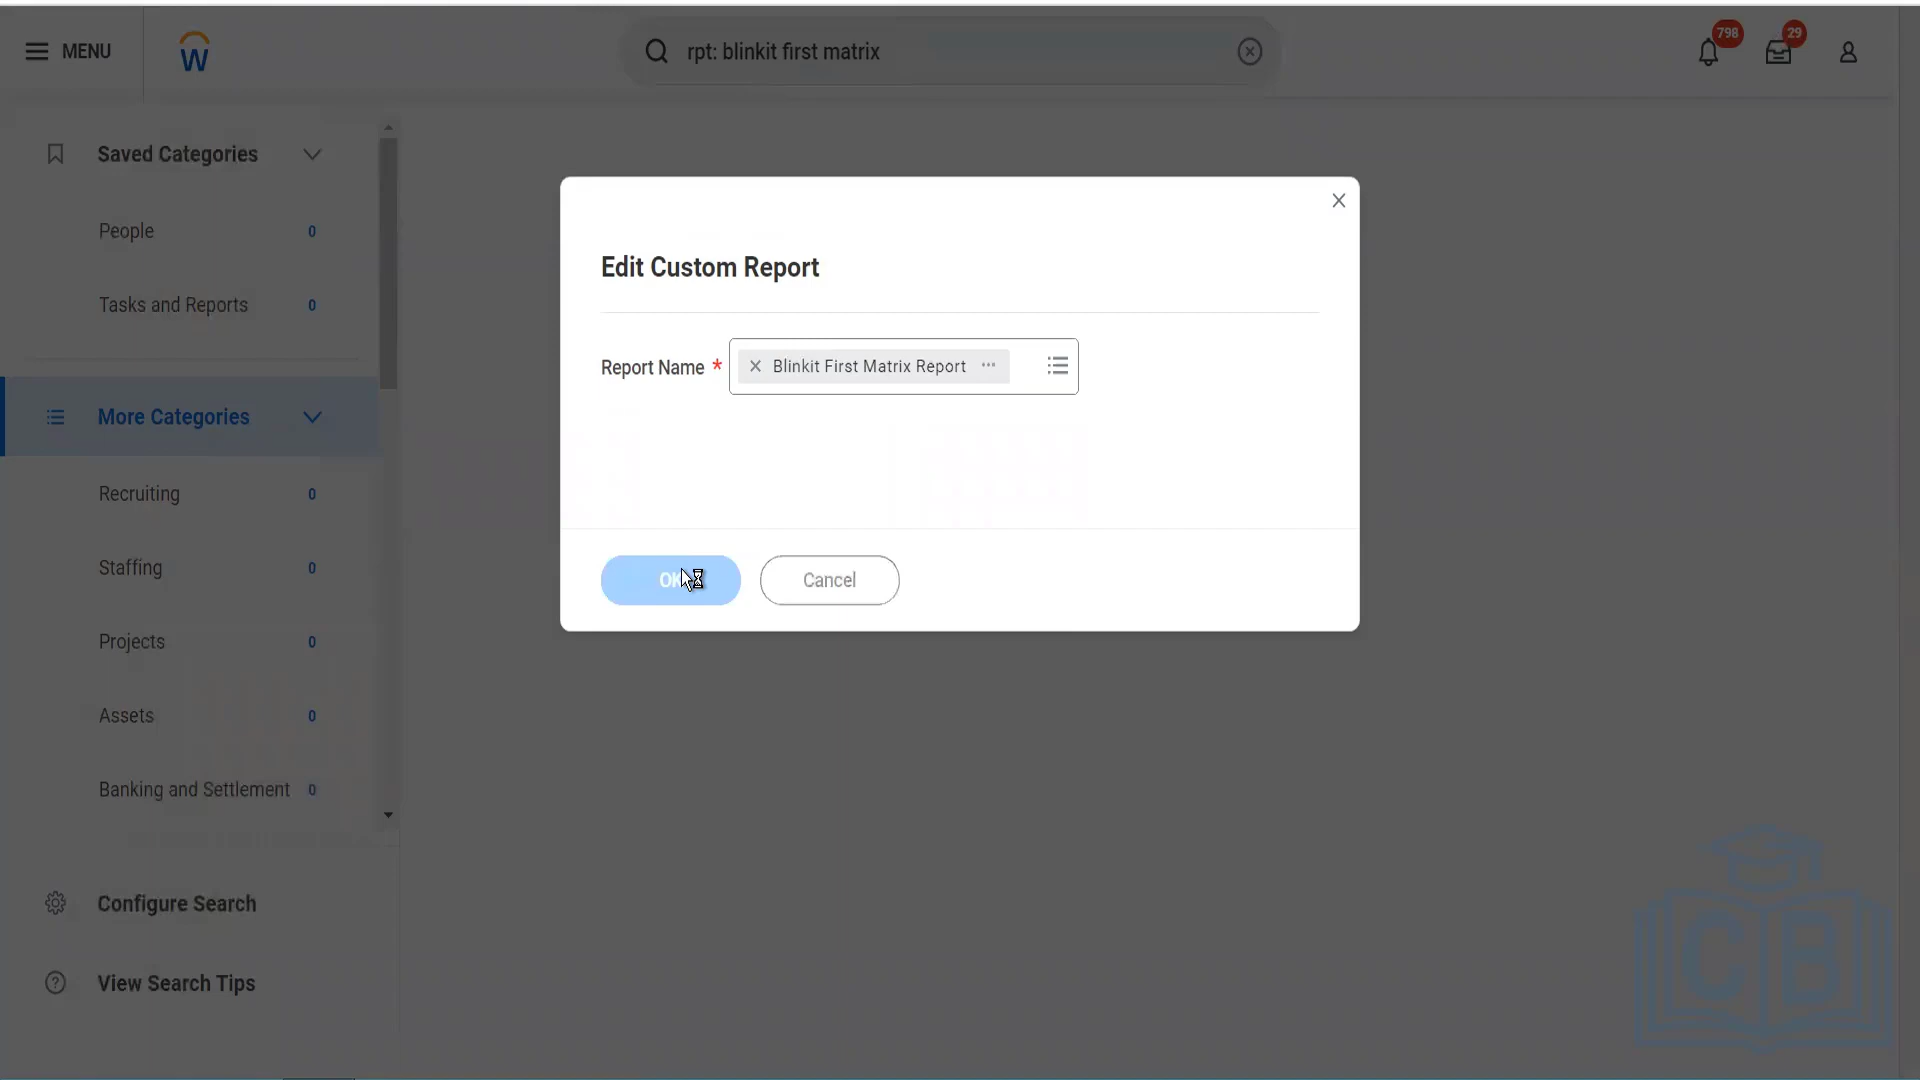 MENU
W
rpt: blinkit first matrix
798
29
Saved Categories
People 0
Tasks and Reports 0
More Categories
Recruiting 0
Staffing 0
Projects 0
Assets 0
Banking and Settlement 0
Configure Search
View Search Tips
Edit Custom Report
Report Name *
Blinkit First Matrix Report
OK
Cancel
CB